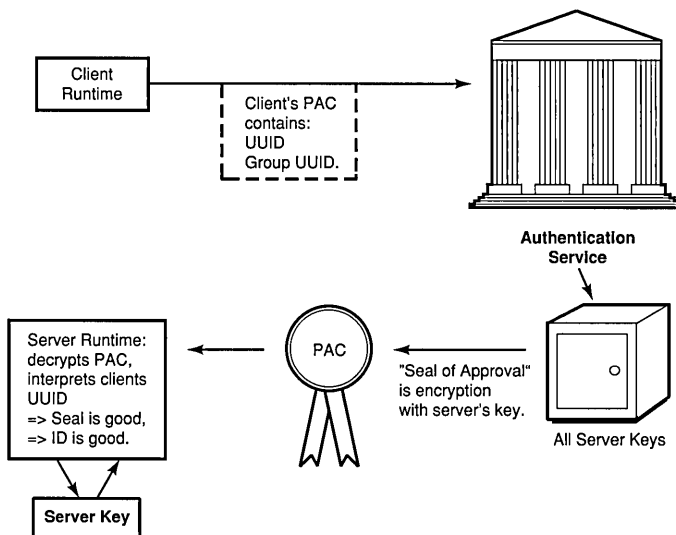 Client
Runtime
Client's PAC
contains:
UUID
Group UUID.
Authentication
Service
Server Runtime:
decrypts PAC,
interprets clients
UUID
=> Seal is good,
=> ID is good.
PAC
"Seal of Approval"
is encryption
with server's key.
All Server Keys
Server Key